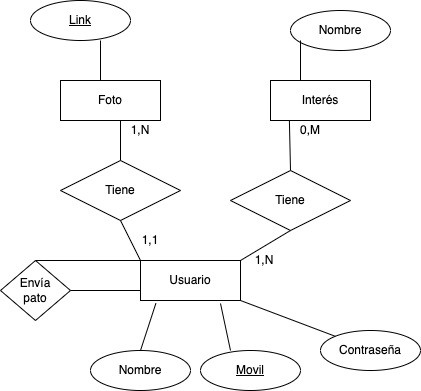 Link
Nombre
Foto
Interés
1,N
0,M
Tiene
Tiene
1,1
1,N
Envía
pato
Usuario
Nombre
Movil
Contraseña